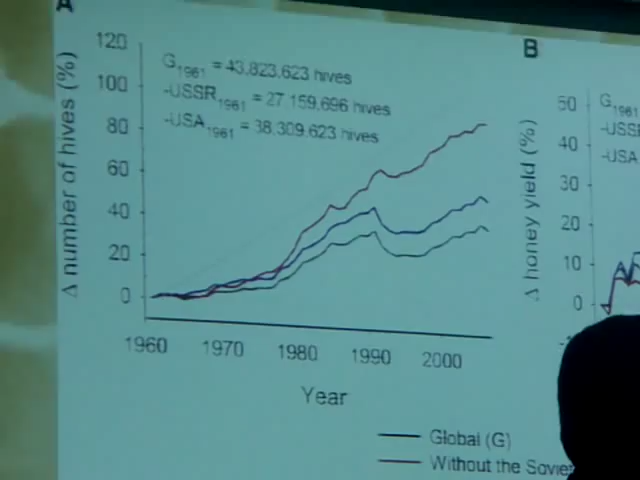 A
B
120
100
80
60
40
20
0
Δ number of hives (%)
G1961 = 43.823.623 hives
-USSR1961 = 27.159.696 hives
-USA1961 = 38.309.623 hives
1960 1970 1980 1990 2000
Year
Δ honey yield (%)
50
40
30
20
10
0
G1961
-USSR
-USA
Global (G)
Without the Soviet